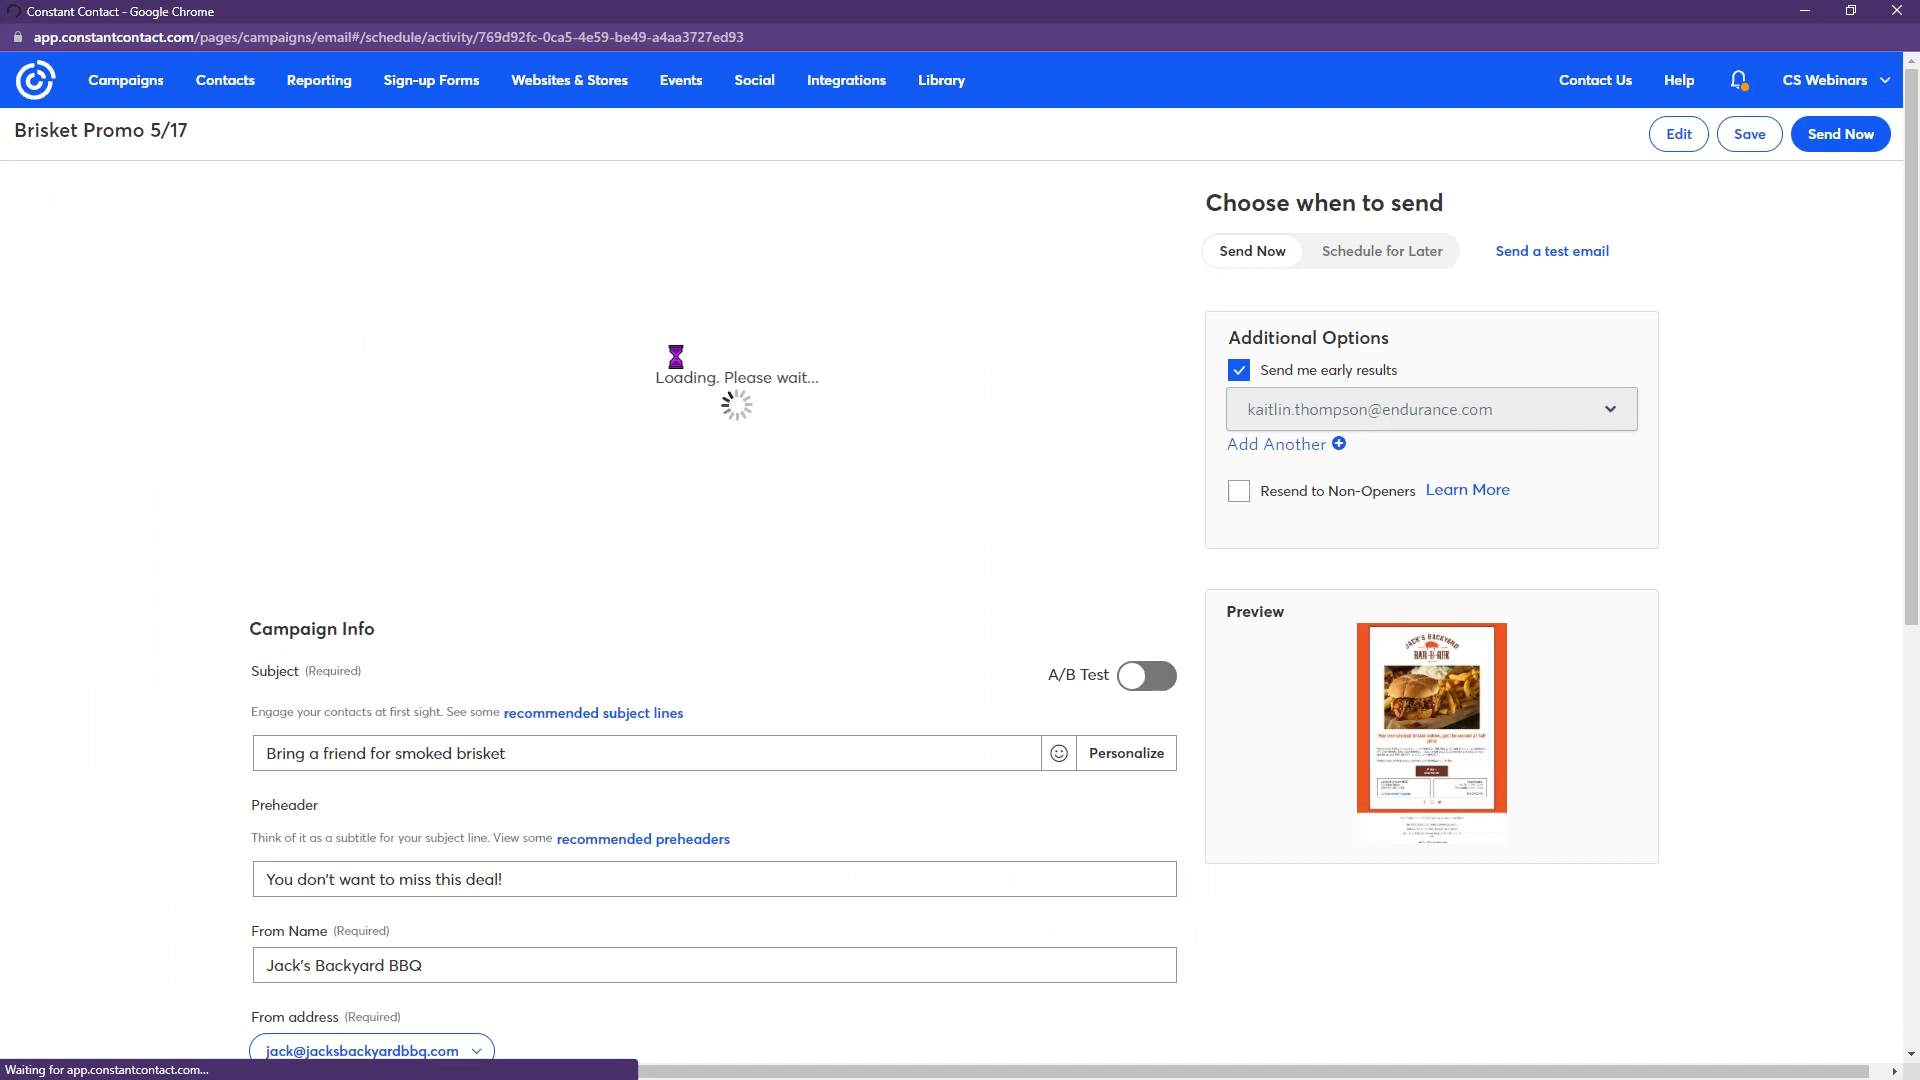 Constant Contact - Google Chrome
app.constantcontact.com/pages/campaigns/email#/schedule/activity/769d92fc-0ca5-4e59-be49-a4aa3727ed93
Campaigns Contacts Reporting Sign-up Forms Websites & Stores Events Social Integrations Library Contact Us Help CS Webinars
Brisket Promo 5/17
Edit Save Send Now
Choose when to send
Send Now Schedule for Later Send a test email
Additional Options
Send me early results
kaitlin.thompson@endurance.com
Add Another
Resend to Non-Openers Learn More
Loading. Please wait...
Preview
JACK'S BACKYARD
BAR-B-QUE
Campaign Info
Subject (Required)
A/B Test
Engage your contacts at first sight. See some recommended subject lines
Bring a friend for smoked brisket
Personalize
Preheader
Think of it as a subtitle for your subject line. View some recommended preheaders
You don't want to miss this deal!
From Name (Required)
Jack's Backyard BBQ
From address (Required)
jack@jacksbackyardbbq.com
Waiting for app.constantcontact.com...